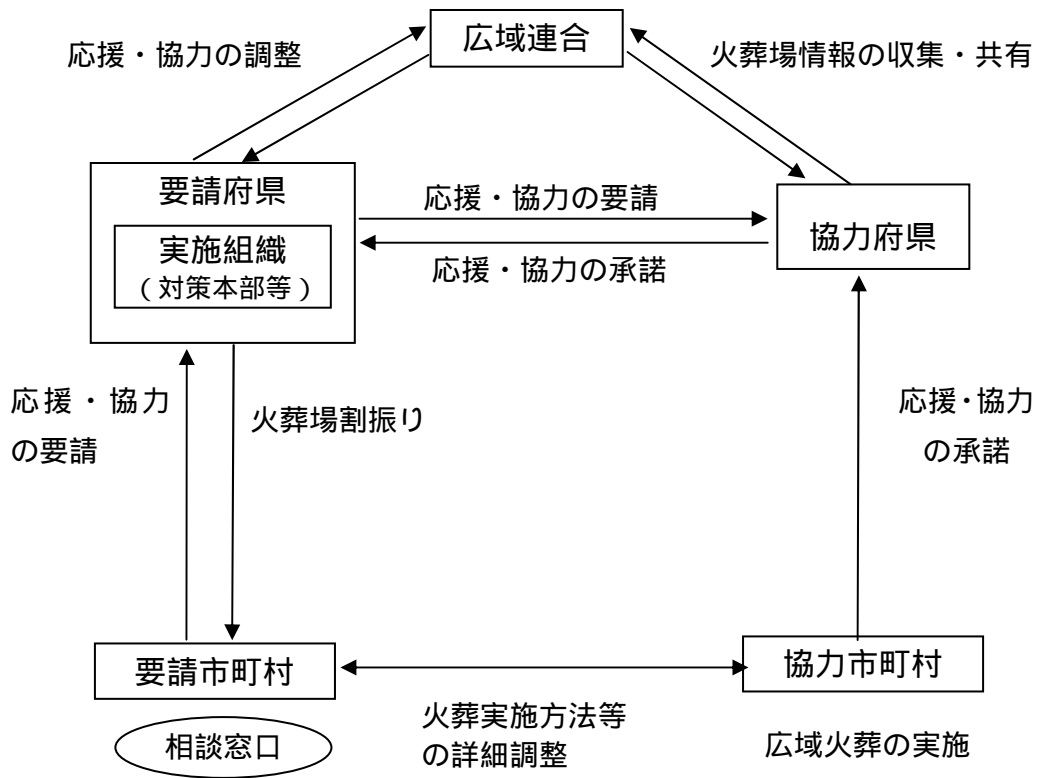 広域連合
応援・協力の調整
火葬場情報の収集・共有
要請府県
実施組織
(対策本部等)
応援・協力の要請
応援・協力の承諾
協力府県
応援・協力
の要請
火葬場割振り
応援・協力
の承諾
要請市町村
協力市町村
相談窓口
火葬実施方法等
の詳細調整
広域火葬の実施